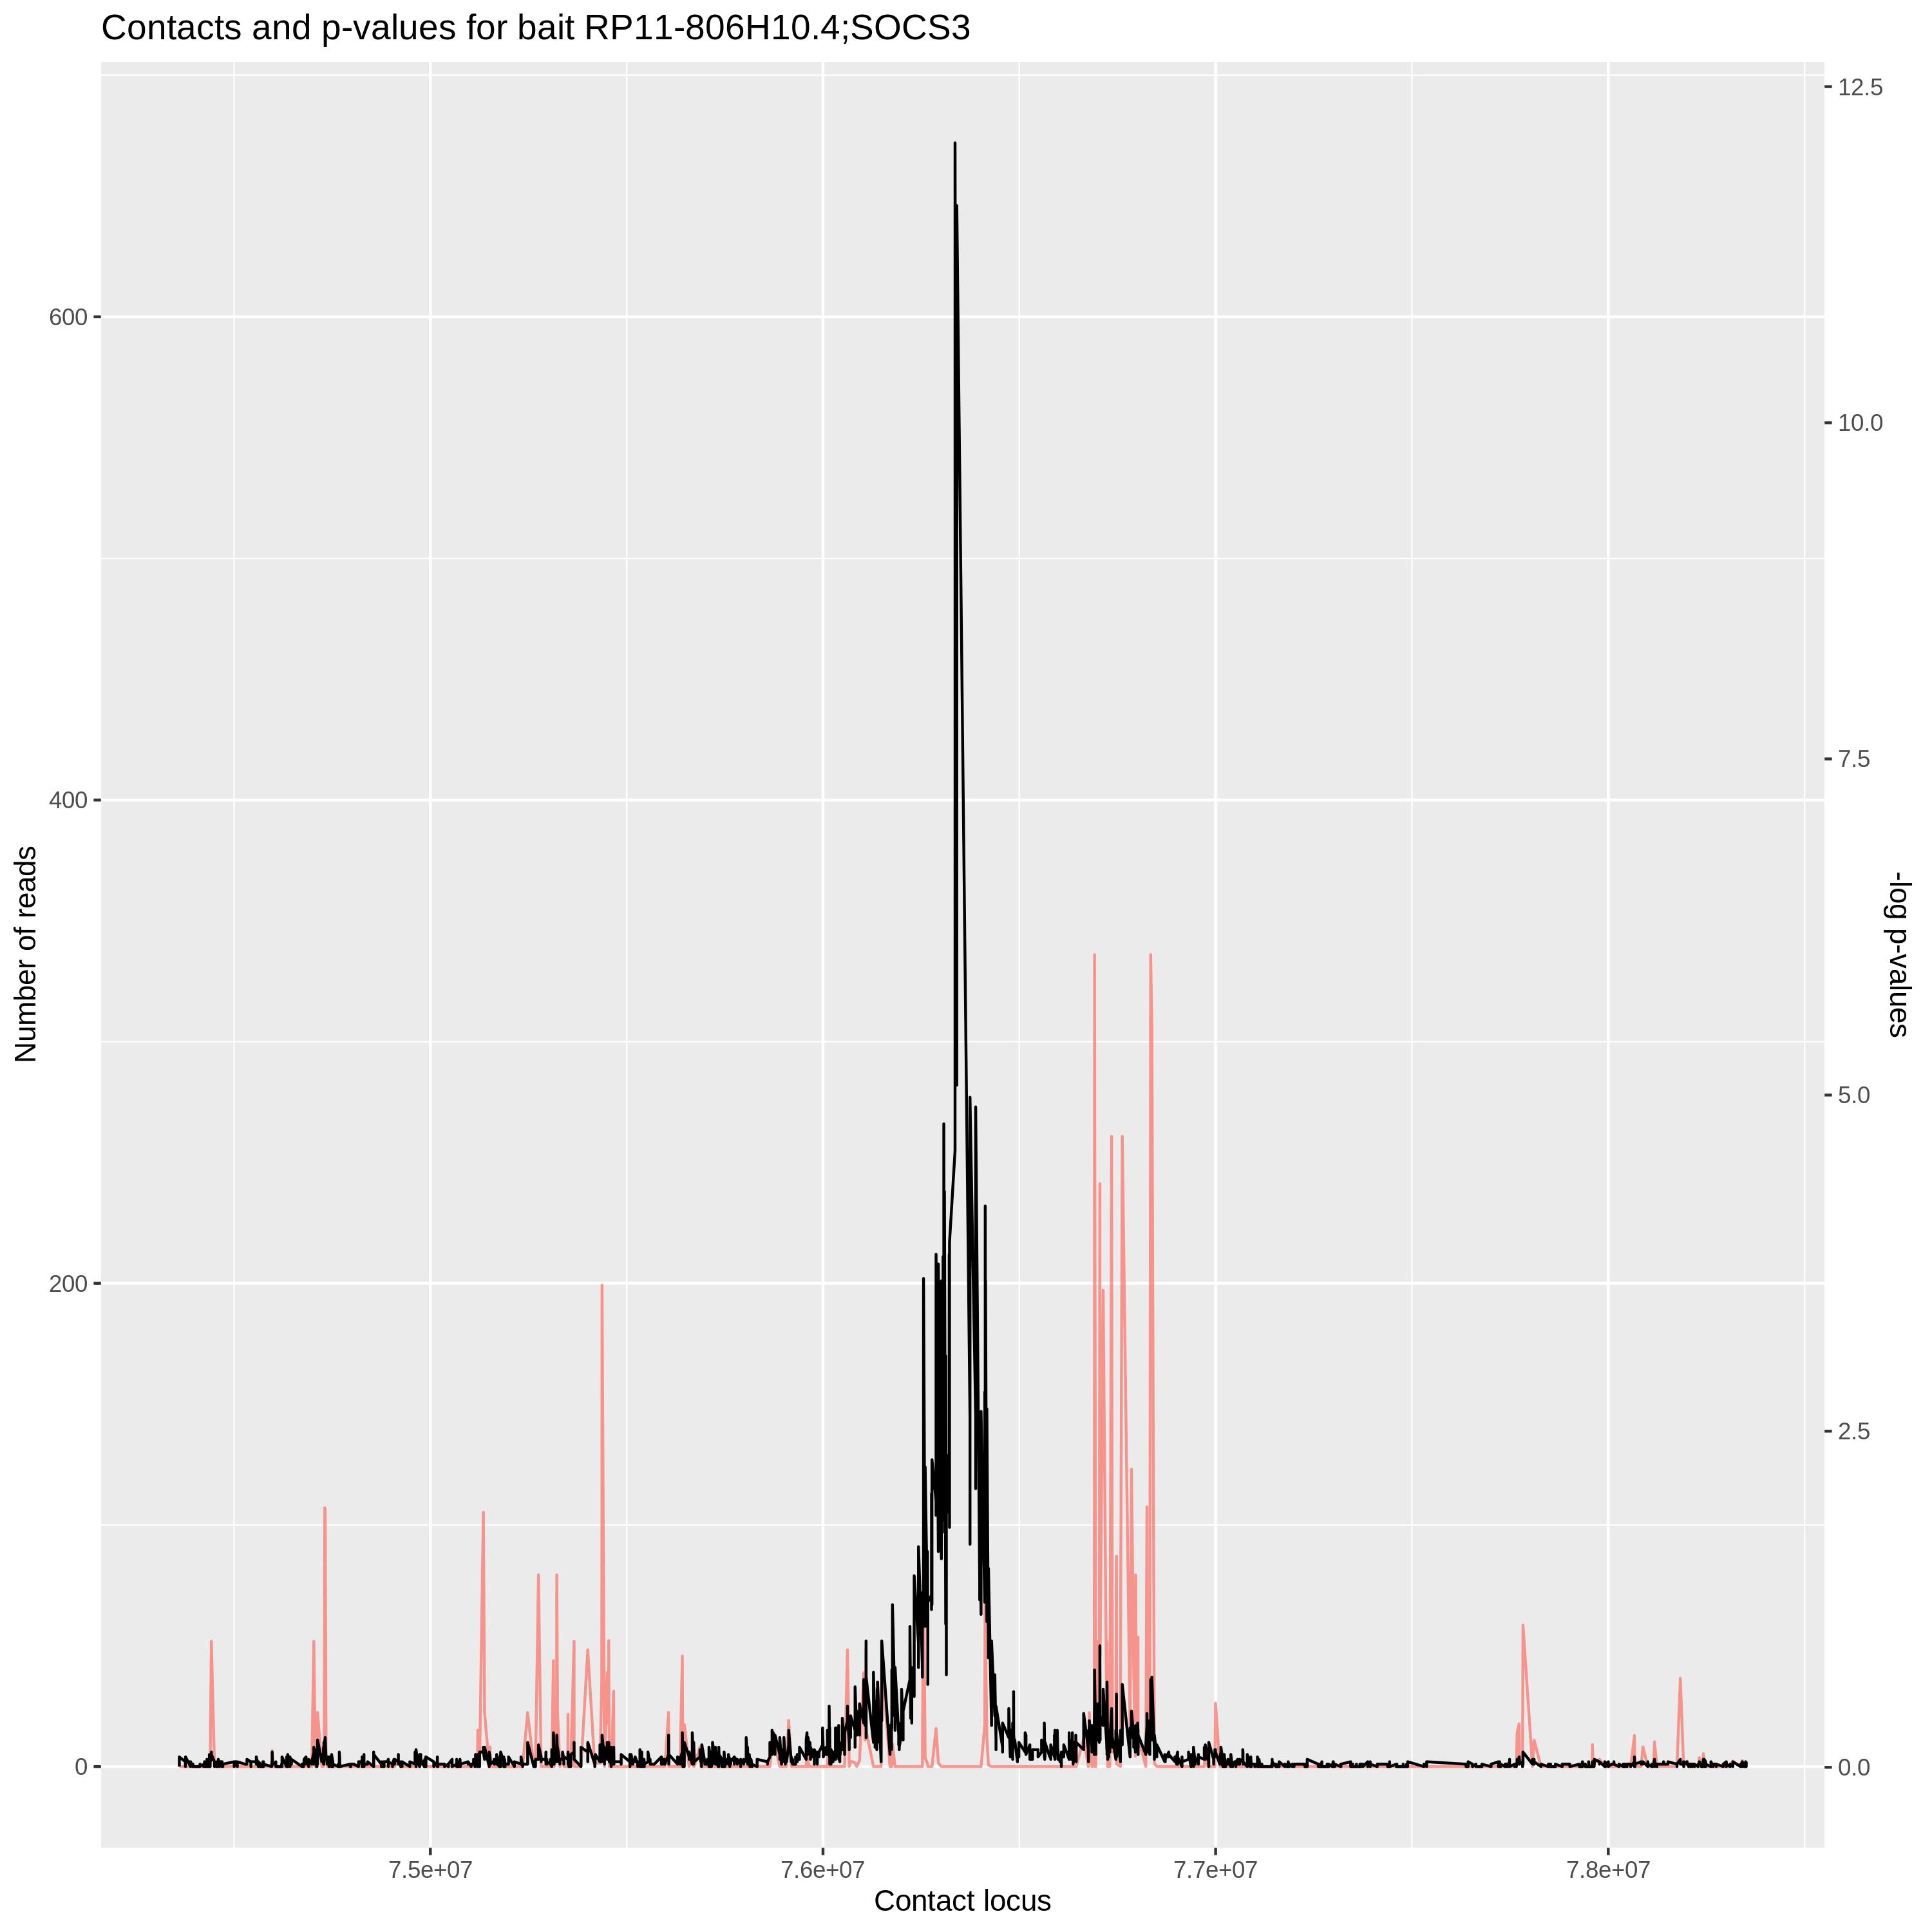 Contacts and p-values for bait RP11-806H10.4;SOCS3
12.5
600
10.0
400
7.5
Number of reads
-log p-values
5.0
200
2.5
0
0.0
7.5e+07
7.6e+07
7.7e+07
7.8e+07
Contact locus